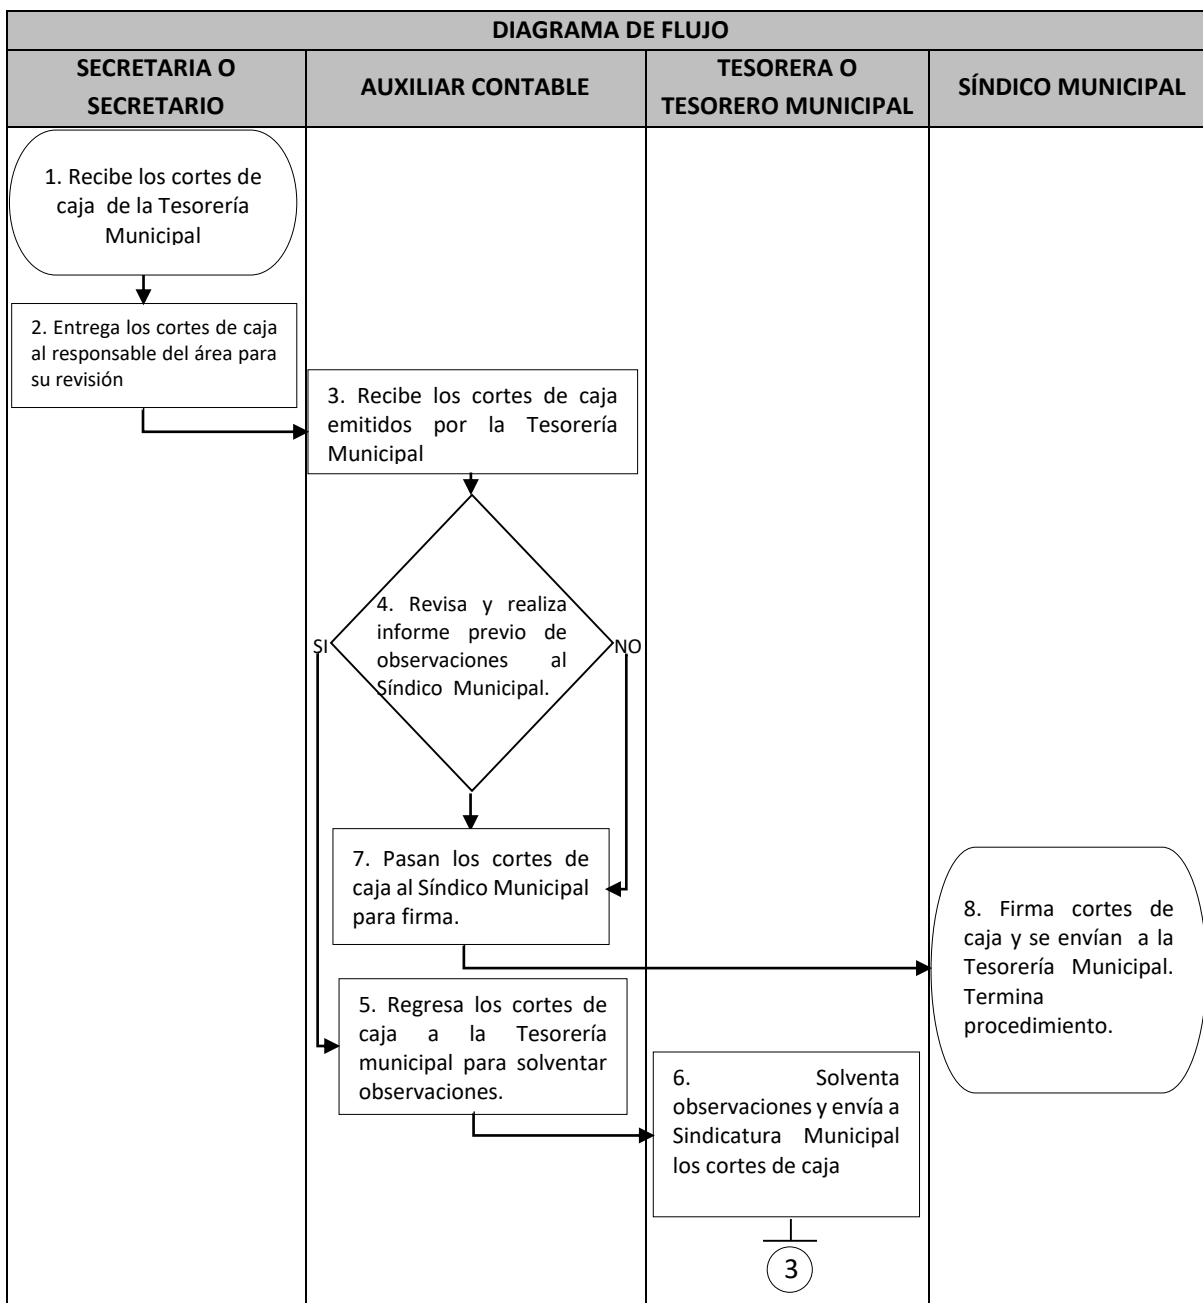 DIAGRAMA DE FLUJO
SECRETARIA O
SECRETARIO
AUXILIAR CONTABLE
TESORERA O
TESORERO MUNICIPAL
SÍNDICO MUNICIPAL
1. Recibe los cortes de
caja de la Tesorería
Municipal
2. Entrega los cortes de caja
al responsable del área para
su revisión
3. Recibe los cortes de caja
emitidos por la Tesorería
Municipal
4. Revisa y realiza
informe previo de
observaciones al
Síndico Municipal.
SI
NO
7. Pasan los cortes de
caja al Síndico Municipal
para firma.
8. Firma cortes de
caja y se envían a la
Tesorería Municipal.
Termina
procedimiento.
5. Regresa los cortes de
caja a la Tesorería
municipal para solventar
observaciones.
6. Solventa
observaciones y envía a
Sindicatura Municipal
los cortes de caja
3